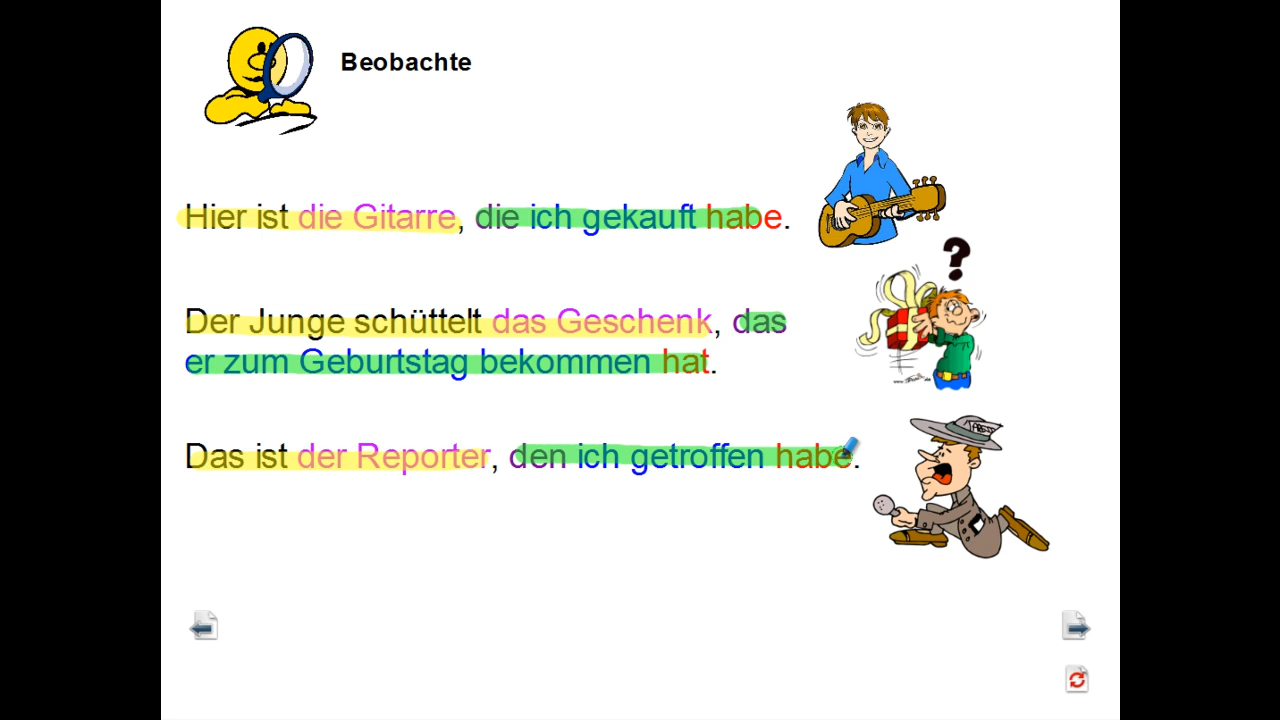 Beobachte
Hier ist die Gitarre, die ich gekauft habe.
?
Der Junge schüttelt das Geschenk, das
er zum Geburtstag bekommen hat.
Das ist der Reporter, den ich getroffen habe.